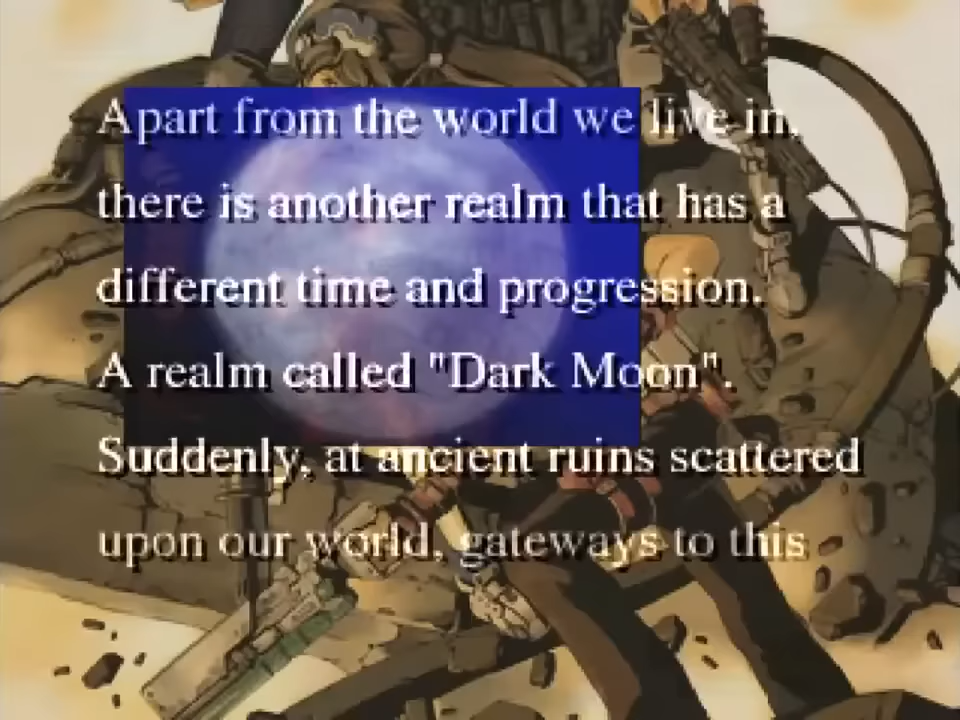 Apart from the world we live in,
there is another realm that has a
different time and progression.
A realm called "Dark Moon".
Suddenly, at ancient ruins scattered
upon our world, gateways to this